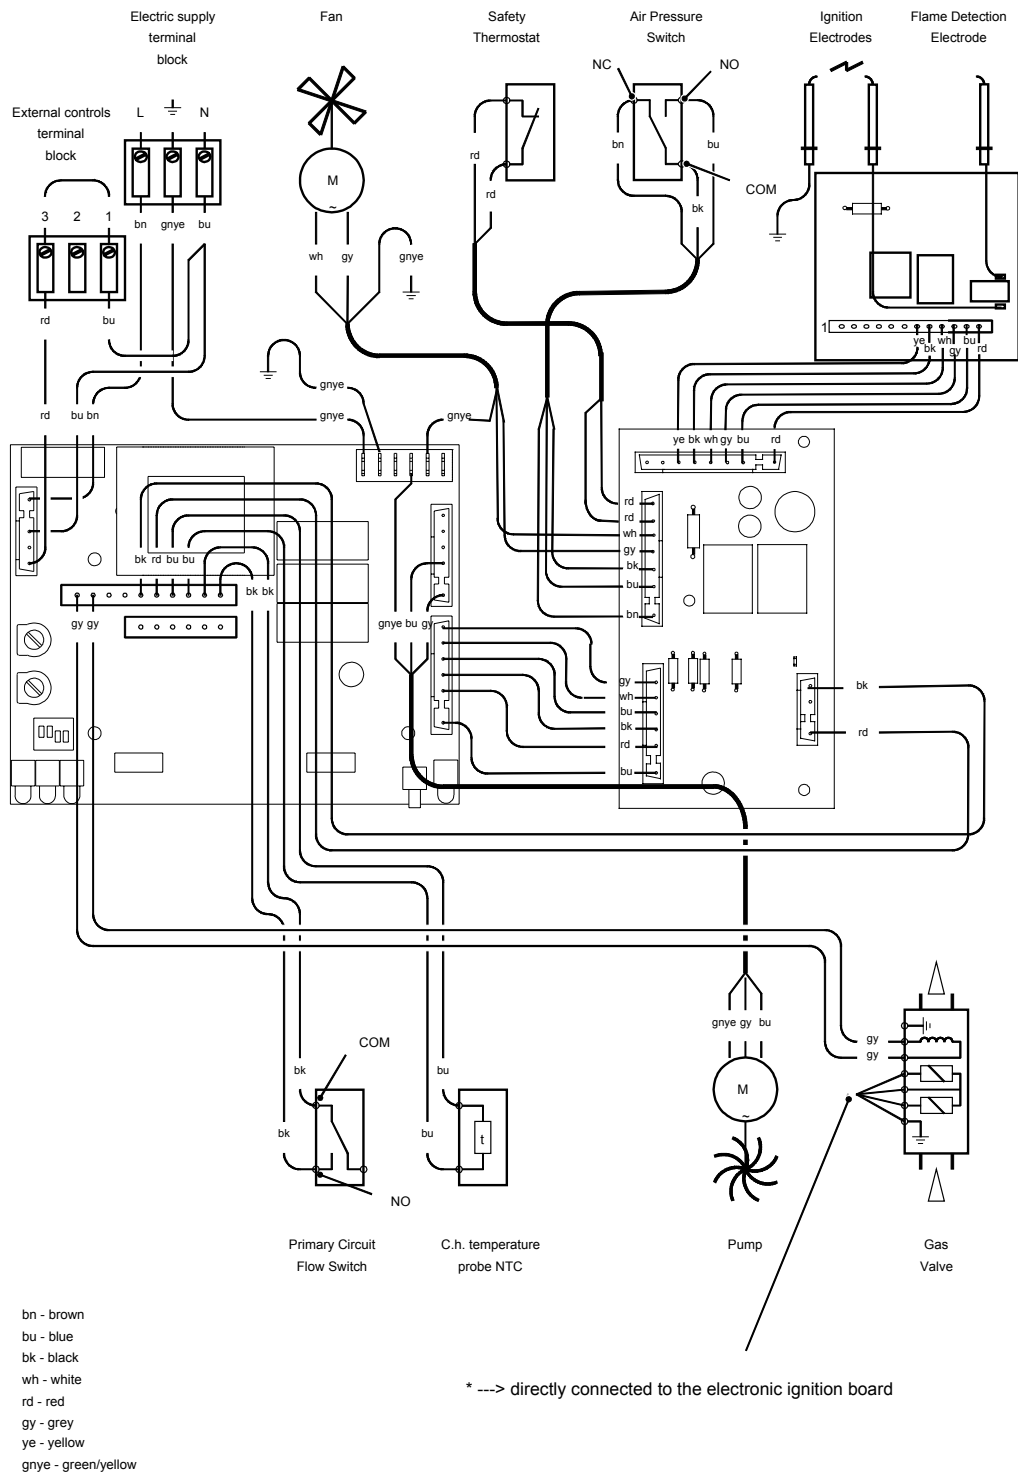 Electric supply
terminal
block
Fan
Safety
Thermostat
Air Pressure
Switch
Ignition
Electrodes
Flame Detection
Electrode
NC
NO
External controls
terminal
block
L
N
rd
bn
bu
M
~
rd
COM
3
2
1
bn
gnye
bu
bk
wh
gy
gnye
rd
bu
1
ye
bk
wh
gy
bu
rd
gnye
rd
bu
bn
gnye
gnye
ye
bk
wh
gy
bu
rd
rd
rd
wh
gy
bk
bu
bn
bk
rd
bu
bu
bk
bk
gy
gy
gnye
bu
gy
gy
wh
bu
bk
rd
bu
bk
rd
gnye
gy
bu
COM
gy
gy
bk
bu
M
~
bk
bu
t
NO
Primary Circuit
Flow Switch
C.h. temperature
probe NTC
Pump
Gas
Valve
bn - brown
bu - blue
bk - black
wh - white
rd - red
gy - grey
ye - yellow
gnye - green/yellow
* ---> directly connected to the electronic ignition board